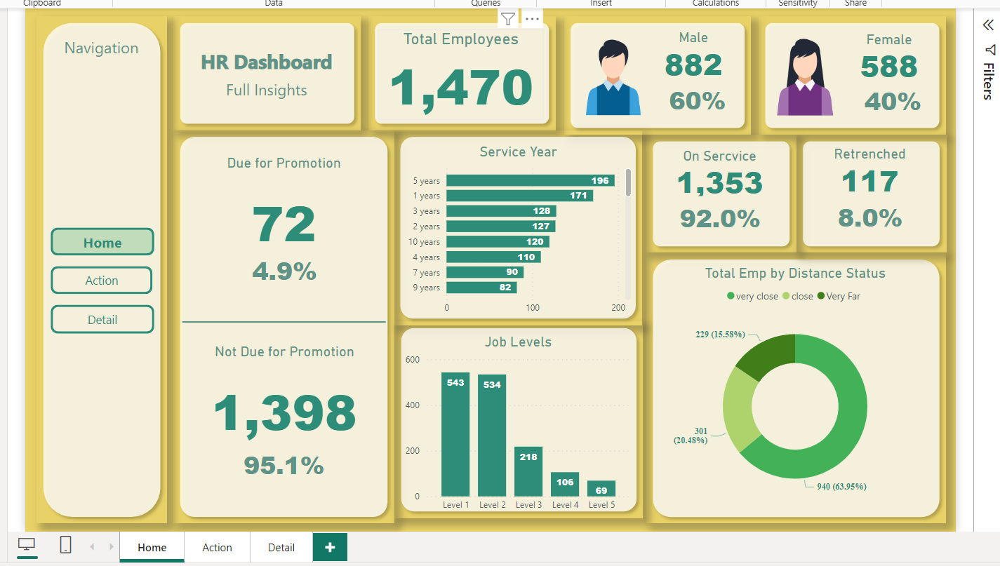 Clipboard
Data
Queries
Insert
Calculations
Sensitivity
Share
Navigation
Home
Action
Detail
HR Dashboard
Full Insights
Total Employees
1,470
Male
882
60%
Female
588
40%
Due for Promotion
72
4.9%
Not Due for Promotion
1,398
95.1%
Service Year
5 years 196
1 years 171
3 years 128
2 years 127
10 years 120
4 years 110
7 years 90
9 years 82
0 100 200
On Sercvice
1,353
92.0%
Retrenched
117
8.0%
Job Levels
600
400
200
0
543
534
218
106
69
Level 1 Level 2 Level 3 Level 4 Level 5
Total Emp by Distance Status
very close close Very Far
229 (15.58%)
301
(20.48%)
940 (63.95%)
Filters
Home
Action
Detail